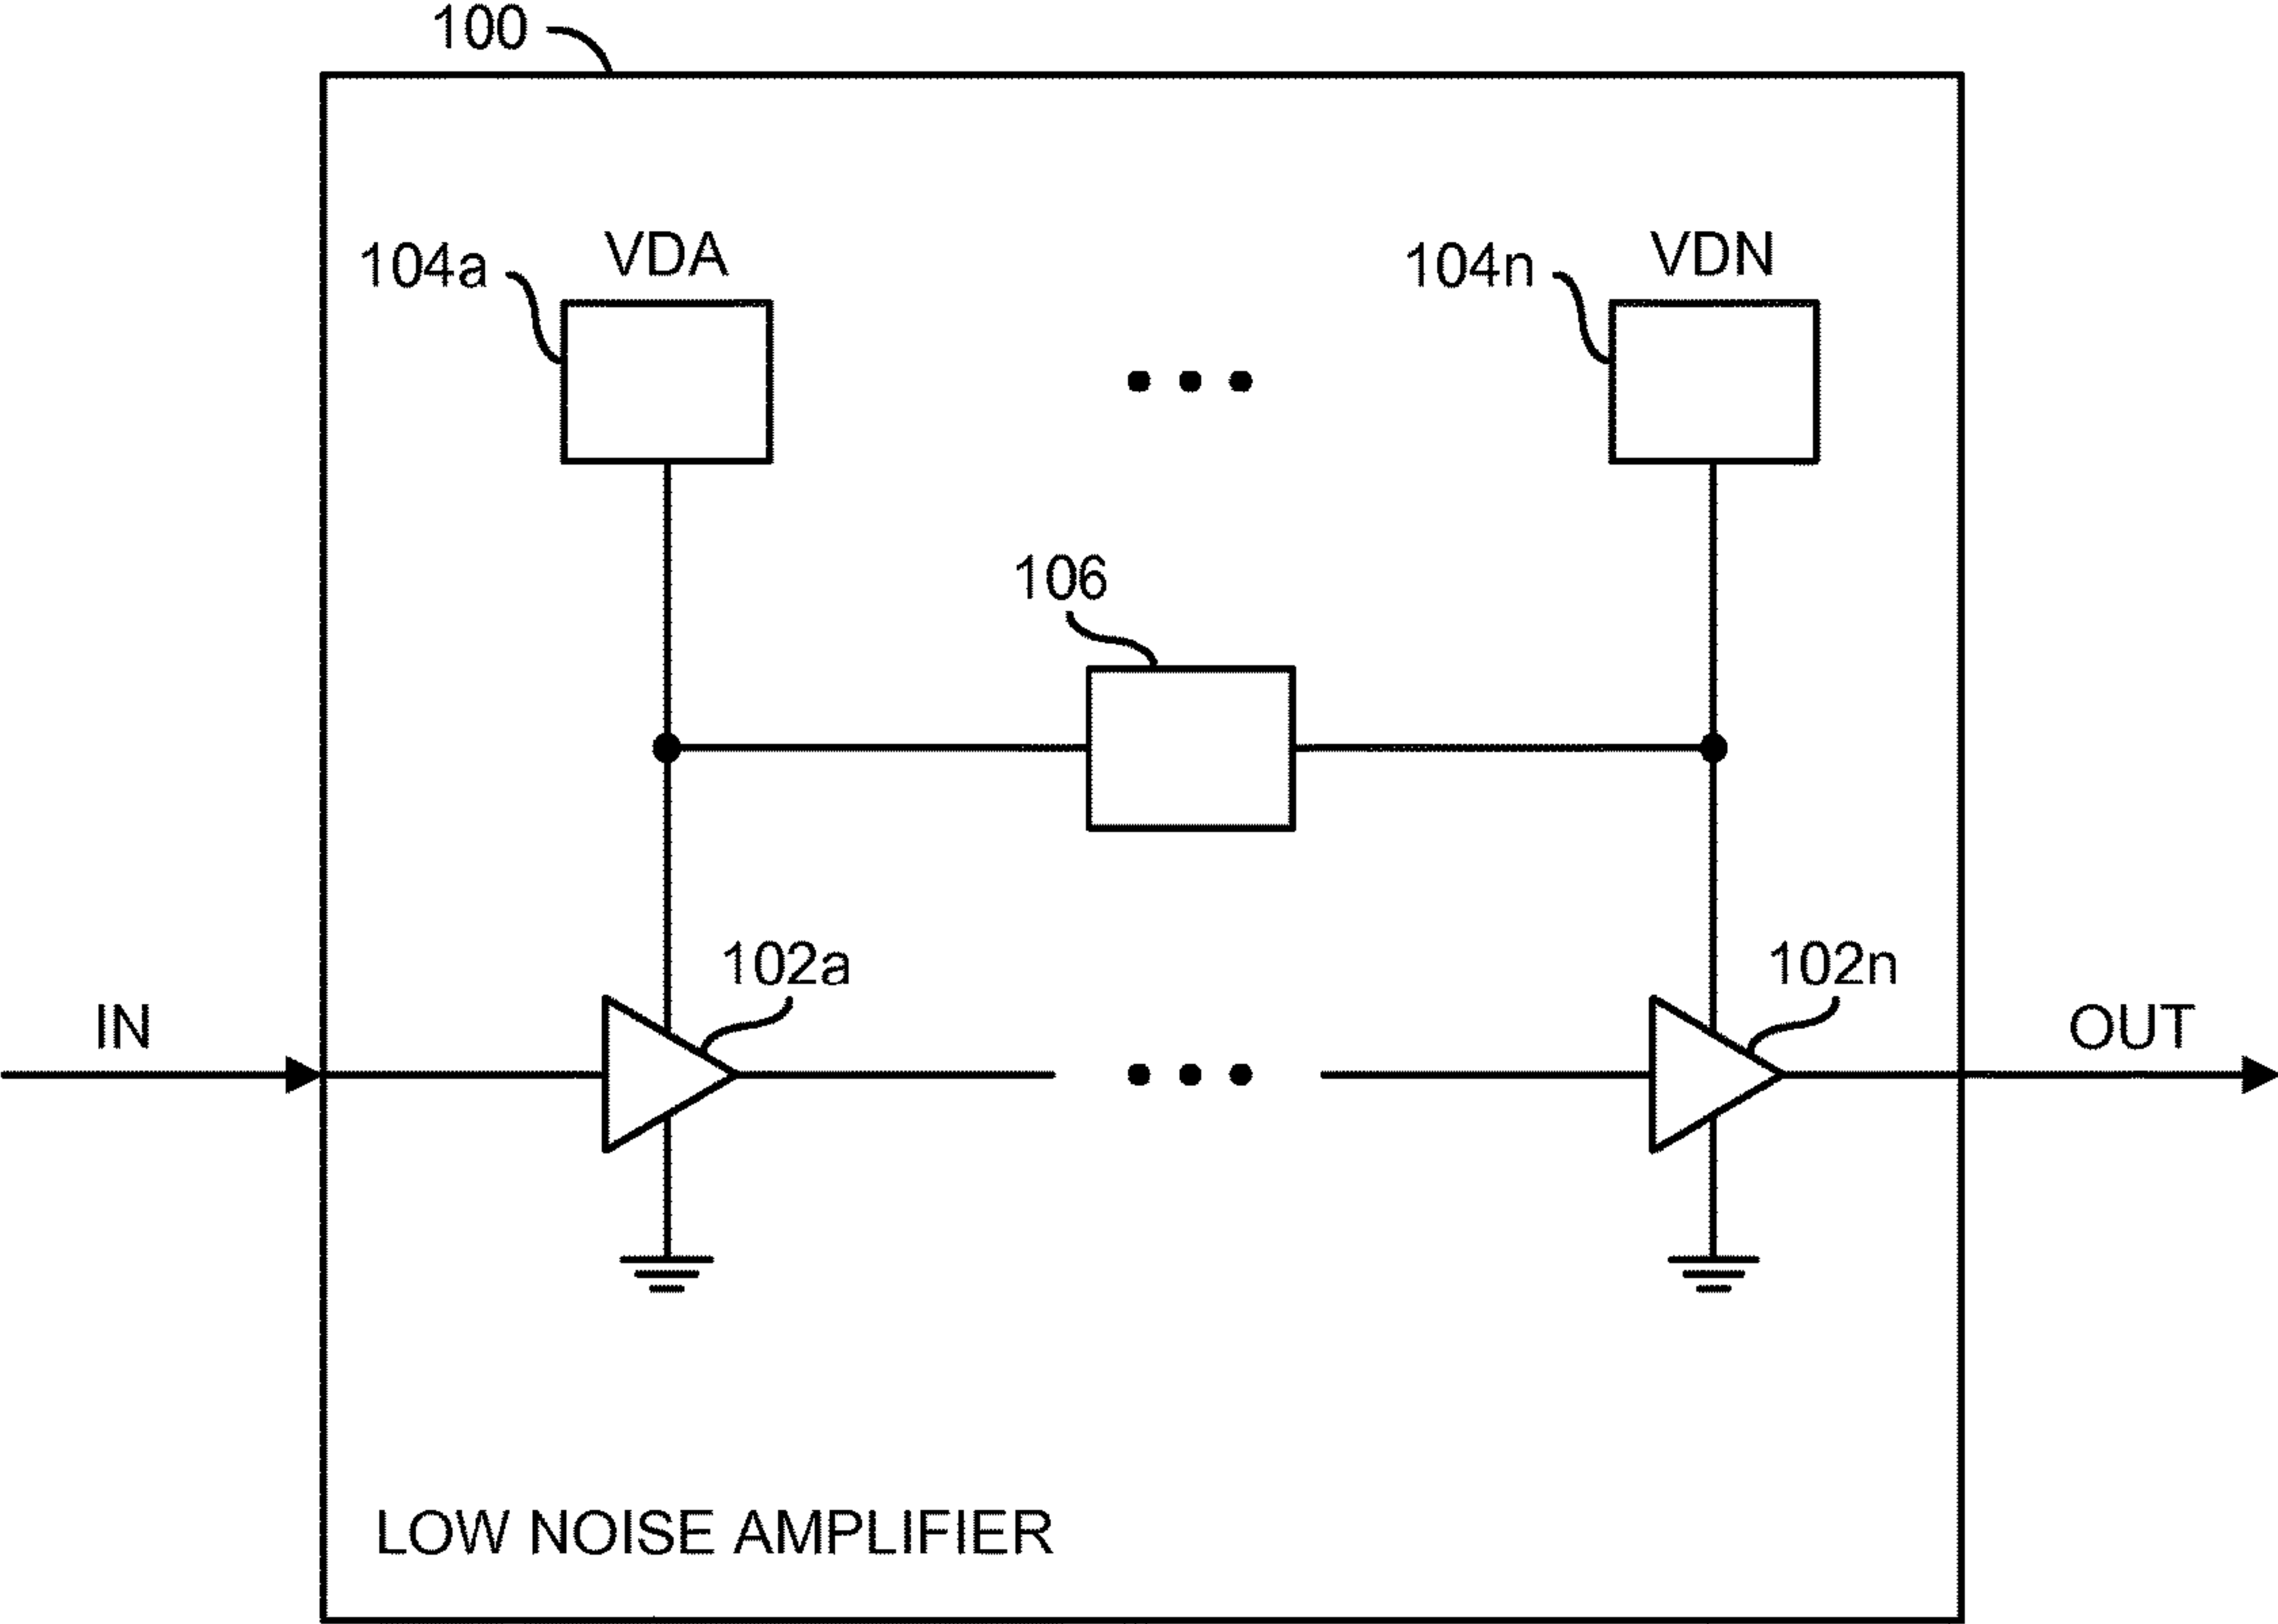 100
VDA
104a
VDN
104n
106
102a
102n
IN
OUT
LOW NOISE AMPLIFIER